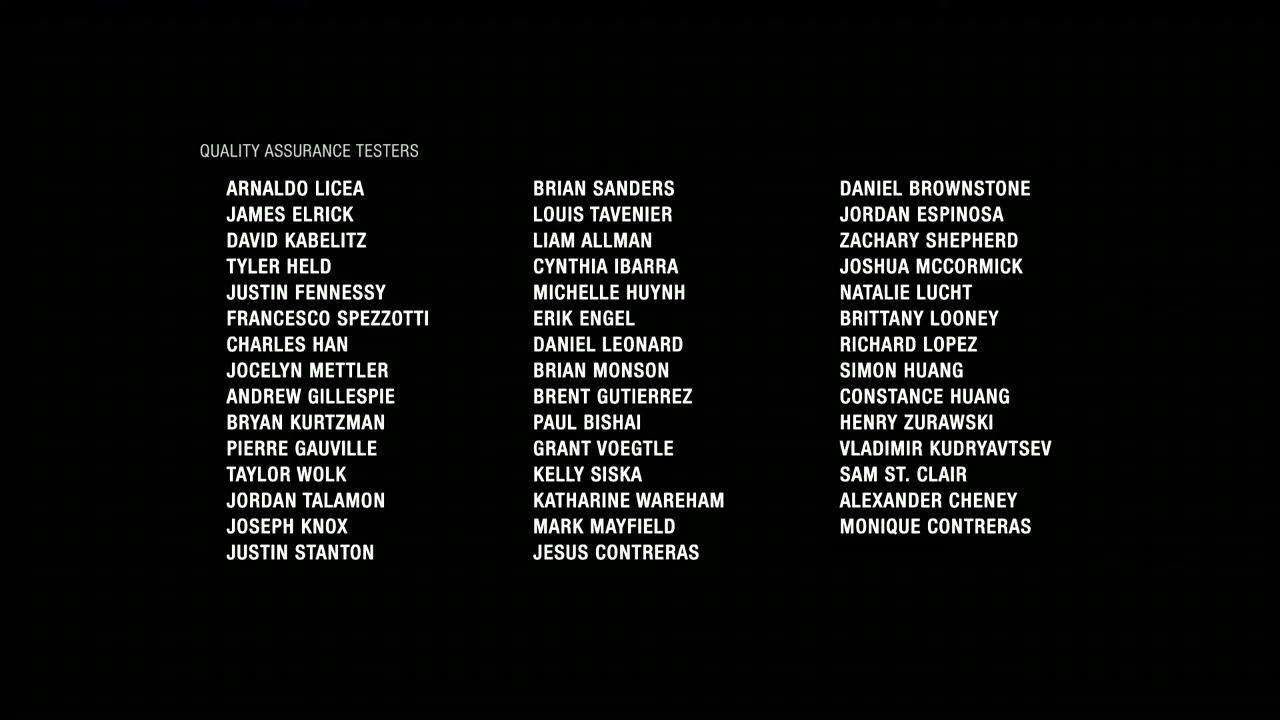 QUALITY ASSURANCE TESTERS
ARNALDO LICEA
JAMES ELRICK
DAVID KABELITZ
TYLER HELD
JUSTIN FENNESSY
FRANCESCO SPEZZOTTI
CHARLES HAN
JOCELYN METTLER
ANDREW GILLESPIE
BRYAN KURTZMAN
PIERRE GAUVILLE
TAYLOR WOLK
JORDAN TALAMON
JOSEPH KNOX
JUSTIN STANTON
BRIAN SANDERS
LOUIS TAVENIER
LIAM ALLMAN
CYNTHIA IBARRA
MICHELLE HUYNH
ERIK ENGEL
DANIEL LEONARD
BRIAN MONSON
BRENT GUTIERREZ
PAUL BISHAI
GRANT VOEGTLE
KELLY SISKA
KATHARINE WAREHAM
MARK MAYFIELD
JESUS CONTRERAS
DANIEL BROWNSTONE
JORDAN ESPINOSA
ZACHARY SHEPHERD
JOSHUA MCCORMICK
NATALIE LUCHT
BRITTANY LOONEY
RICHARD LOPEZ
SIMON HUANG
CONSTANCE HUANG
HENRY ZURAWSKI
VLADIMIR KUDRYAVTSEV
SAM ST. CLAIR
ALEXANDER CHENEY
MONIQUE CONTRERAS